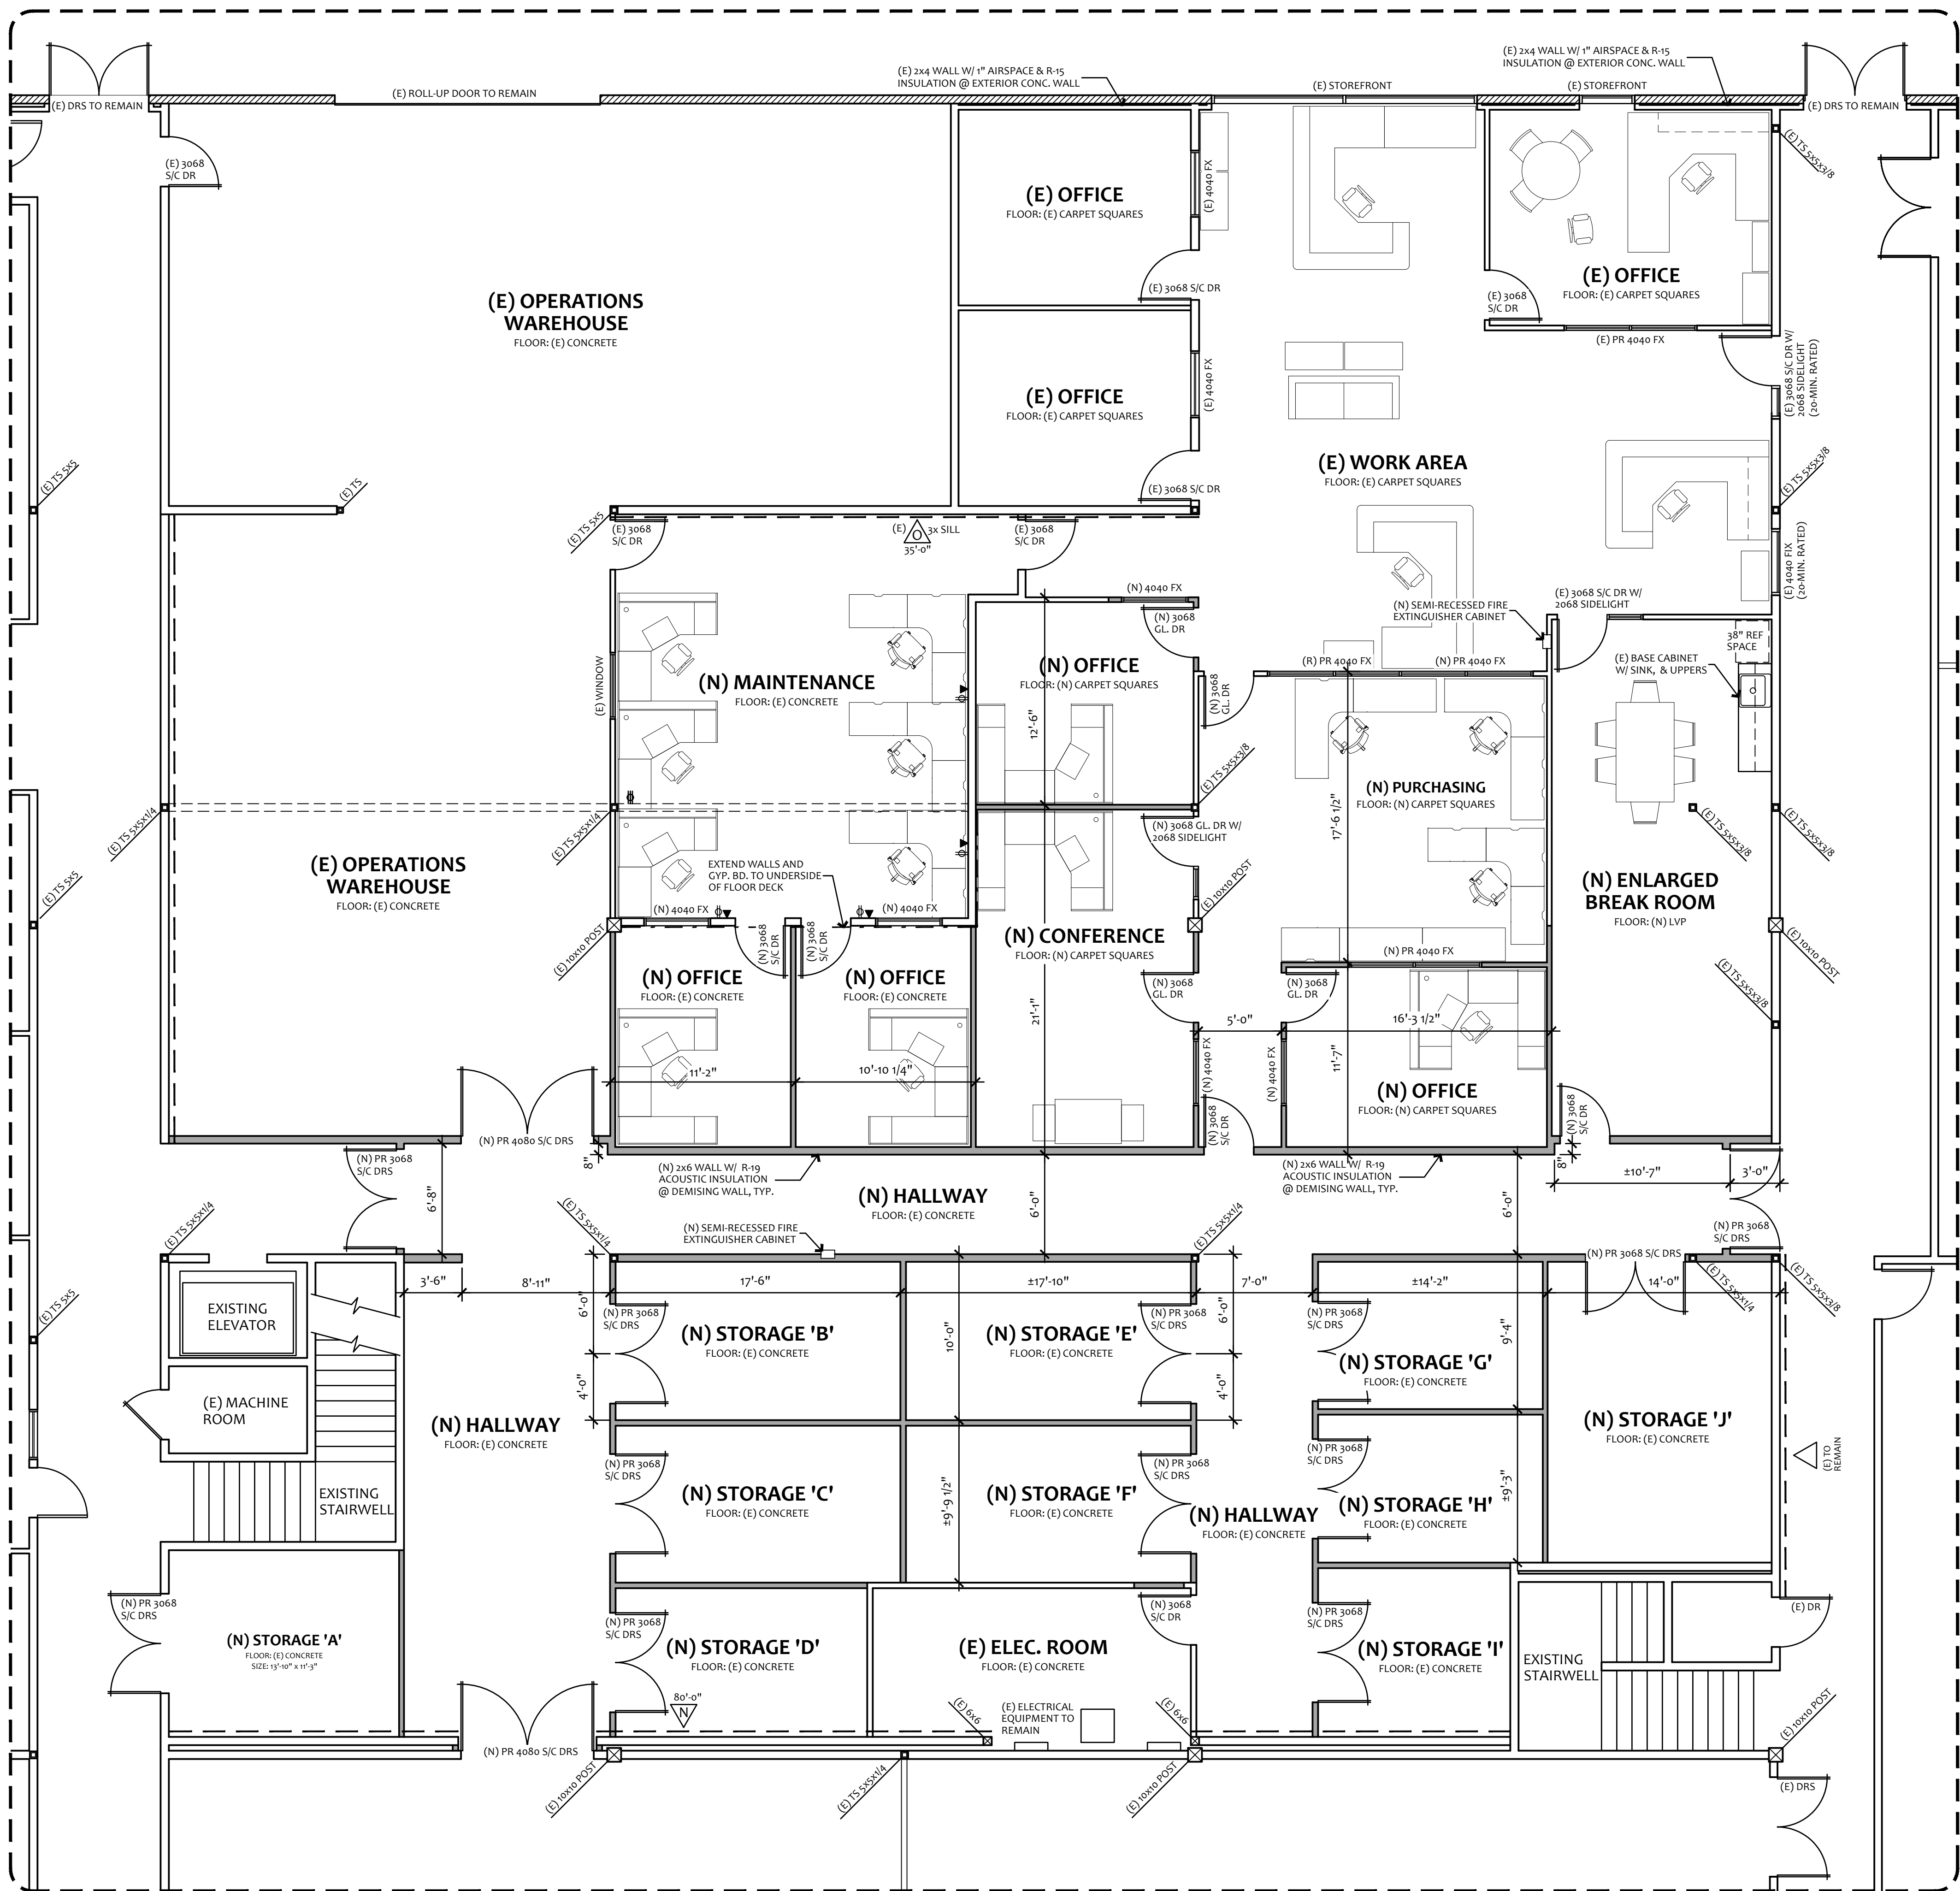 (E) 2x4 WALL W/ 1" AIRSPACE & R-15
INSULATION @ EXTERIOR CONC. WALL
(E) 2x4 WALL W/ 1" AIRSPACE & R-15
INSULATION @ EXTERIOR CONC. WALL
(E) DRS TO REMAIN
(E) ROLL-UP DOOR TO REMAIN
(E) STOREFRONT
(E) STOREFRONT
(E) DRS TO REMAIN
(E) 3068
S/C DR
(E) TS 5x5x3/8
(E) OFFICE
FLOOR: (E) CARPET SQUARES
(E) 4040 FX
(E) OFFICE
FLOOR: (E) CARPET SQUARES
(E) 3068 S/C DR
(E) 3068
S/C DR
(E) OPERATIONS
WAREHOUSE
FLOOR: (E) CONCRETE
(E) PR 4040 FX
(E) 3068 S/C DR W/
2068 SIDELIGHT
(20-MIN. RATED)
(E) OFFICE
FLOOR: (E) CARPET SQUARES
(E) 4040 FX
(E) WORK AREA
FLOOR: (E) CARPET SQUARES
(E) 3068 S/C DR
(E) TS 5x5
(E) TS
(E) TS 5x5
(E) TS 5x5x3/8
(E) 3068
S/C DR
(E)
O
3x SILL
35'-0"
(E) 3068
S/C DR
(E) 4040 FIX
(20-MIN. RATED)
(N) 4040 FX
(N) 3068
GL. DR
(N) SEMI-RECESSED FIRE
EXTINGUISHER CABINET
(E) 3068 S/C DR W/
2068 SIDELIGHT
38" REF
SPACE
(E) BASE CABINET
W/ SINK, & UPPERS
(E) WINDOW
(N) MAINTENANCE
FLOOR: (E) CONCRETE
(N) OFFICE
FLOOR: (N) CARPET SQUARES
12'-6"
(N) 3068
GL. DR
(R) PR 4040 FX
(N) PR 4040 FX
(E) TS 5x5x3/8
(N) PURCHASING
FLOOR: (N) CARPET SQUARES
17'-6 1/2"
(E) TS 5x5x1/4
(E) TS 5x5x1/4
(N) 3068 GL. DR W/
2068 SIDELIGHT
(E) TS 5x5x3/8
(E) TS 5x5x3/8
(E) OPERATIONS
WAREHOUSE
FLOOR: (E) CONCRETE
EXTEND WALLS AND
GYP. BD. TO UNDERSIDE
OF FLOOR DECK
(E) TS 5x5
(E) 10x10 POST
(N) ENLARGED
BREAK ROOM
FLOOR: (N) LVP
(N) 4040 FX
(N) 4040 FX
(E) 10x10 POST
(N) 3068
S/C DR
(N) 3068
S/C DR
(N) CONFERENCE
FLOOR: (N) CARPET SQUARES
(N) PR 4040 FX
(E) 10x10 POST
(N) OFFICE
FLOOR: (E) CONCRETE
(N) OFFICE
FLOOR: (E) CONCRETE
21'-1"
(N) 3068
GL. DR
(N) 3068
GL. DR
(E) TS 5x5x3/8
5'-0"
16'-3 1/2"
11'-2"
10'-10 1/4"
(N) 4040 FX
(N) 4040 FX
11'-7"
(N) OFFICE
FLOOR: (N) CARPET SQUARES
(N) 3068
S/C DR
(N) 3068
S/C DR
(N) PR 4080 S/C DRS
(N) PR 3068
S/C DRS
8"
(N) 2x6 WALL W/ R-19
ACOUSTIC INSULATION
@ DEMISING WALL, TYP.
(N) 2x6 WALL W/ R-19
ACOUSTIC INSULATION
@ DEMISING WALL, TYP.
8"
±10'-7"
3'-0"
6'-8"
(N) HALLWAY
FLOOR: (E) CONCRETE
6'-0"
6'-0"
(E) TS 5x5x1/4
(E) TS 5x5x1/4
(N) SEMI-RECESSED FIRE
EXTINGUISHER CABINET
(E) TS 5x5x1/4
(N) PR 3068
S/C DRS
(N) PR 3068 S/C DRS
3'-6"
8'-11"
17'-6"
±17'-10"
7'-0"
±14'-2"
14'-0"
(E) TS 5x5x1/4
(E) TS 5x5x3/8
(E) TS 5x5
EXISTING
ELEVATOR
6'-0"
(N) PR 3068
S/C DRS
(N) STORAGE 'B'
FLOOR: (E) CONCRETE
10'-0"
(N) STORAGE 'E'
FLOOR: (E) CONCRETE
(N) PR 3068
S/C DRS
6'-0"
(N) PR 3068
S/C DRS
(N) STORAGE 'G'
FLOOR: (E) CONCRETE
9'-4"
4'-0"
4'-0"
(E) MACHINE
ROOM
(N) HALLWAY
FLOOR: (E) CONCRETE
(N) STORAGE 'J'
FLOOR: (E) CONCRETE
(E) TO
REMAIN
(N) PR 3068
S/C DRS
(N) STORAGE 'C'
FLOOR: (E) CONCRETE
±9'-9 1/2"
(N) STORAGE 'F'
FLOOR: (E) CONCRETE
(N) PR 3068
S/C DRS
(N) HALLWAY
FLOOR: (E) CONCRETE
(N) PR 3068
S/C DRS
(N) STORAGE 'H'
FLOOR: (E) CONCRETE
±9'-3"
EXISTING
STAIRWELL
(N) PR 3068
S/C DRS
(N) STORAGE 'A'
FLOOR: (E) CONCRETE
SIZE: 13'-10" x 11'-3"
(N) PR 3068
S/C DRS
(N) STORAGE 'D'
FLOOR: (E) CONCRETE
(E) ELEC. ROOM
FLOOR: (E) CONCRETE
(N) 3068
S/C DR
(N) PR 3068
S/C DRS
(N) STORAGE 'I'
FLOOR: (E) CONCRETE
EXISTING
STAIRWELL
(E) DR
80'-0"
N
(E) 6x6
(E) ELECTRICAL
EQUIPMENT TO
REMAIN
(E) 6x6
(E) 10x10 POST
(N) PR 4080 S/C DRS
(E) 10x10 POST
(E) TS 5x5x1/4
(E) 10x10 POST
(E) DRS